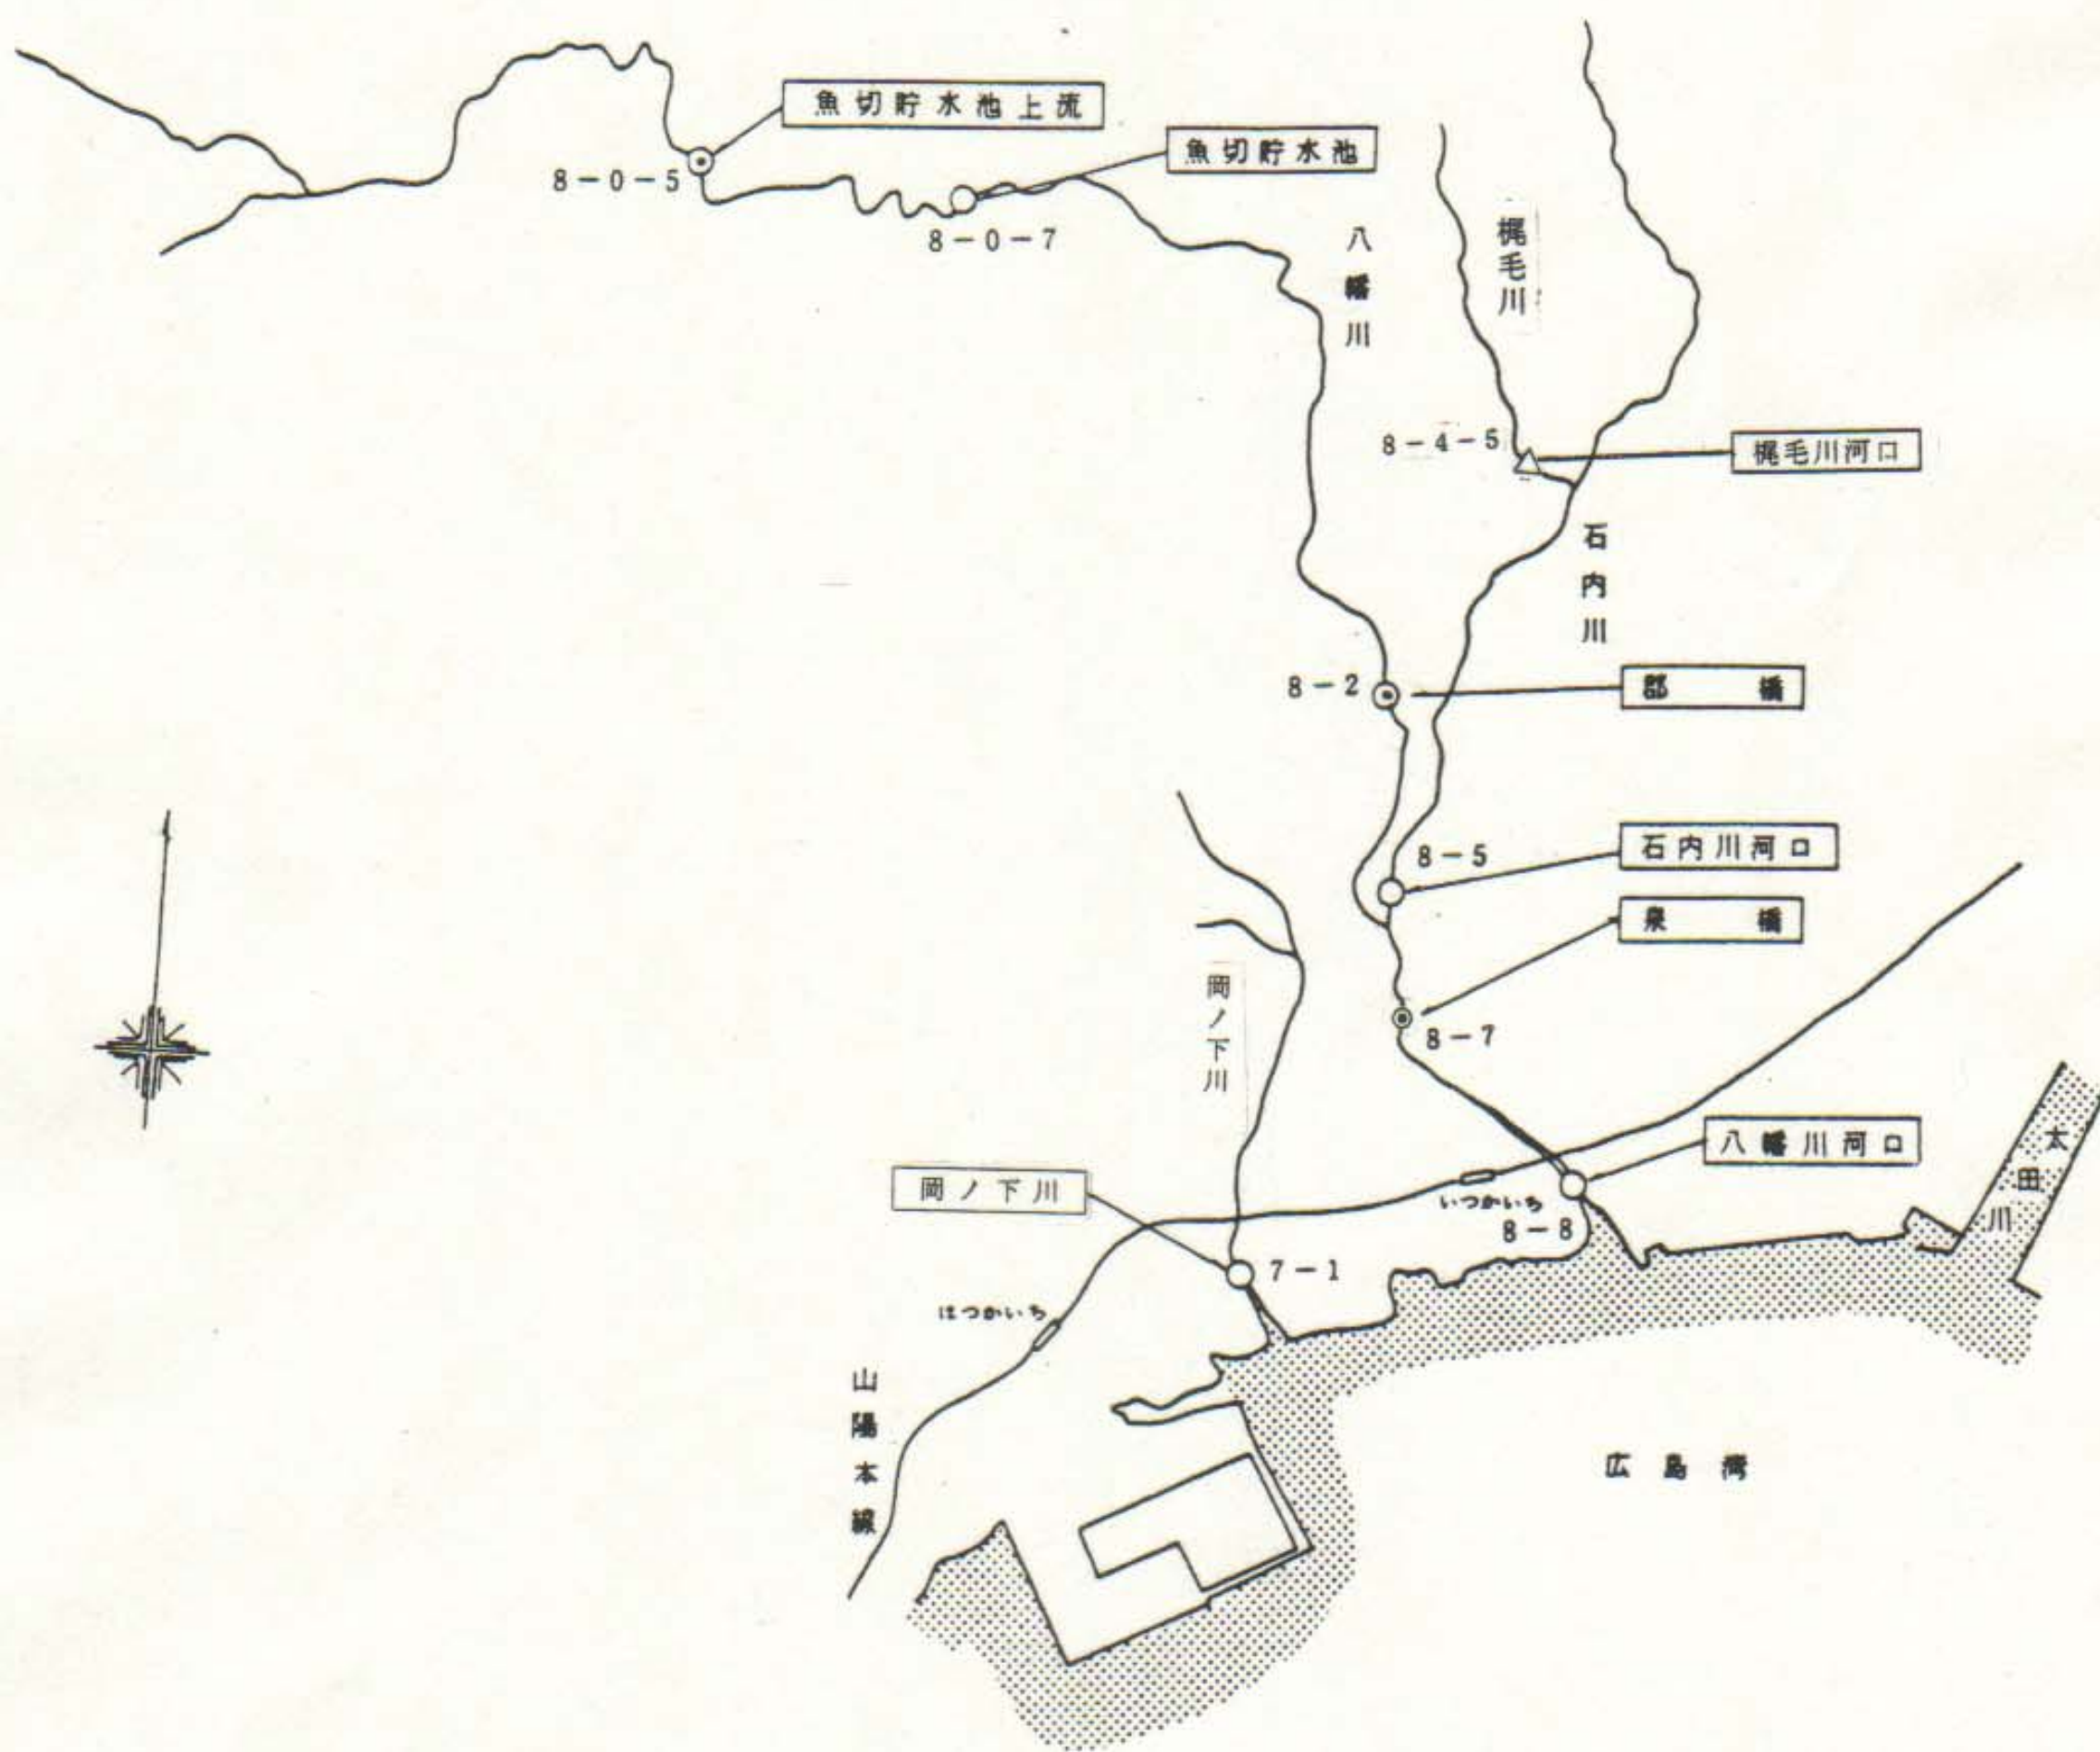 魚切貯水池上流
魚切貯水池
8-0-5
8-0-7
八幡川
梶毛川
8-4-5
梶毛川河口
石内川
8-2
郡橋
8-5
石内川河口
泉橋
岡ノ下川
8-7
八幡川河口
太田川
岡ノ下川
いつかいち
8-8
7-1
はつかいち
山陽本線
広島湾